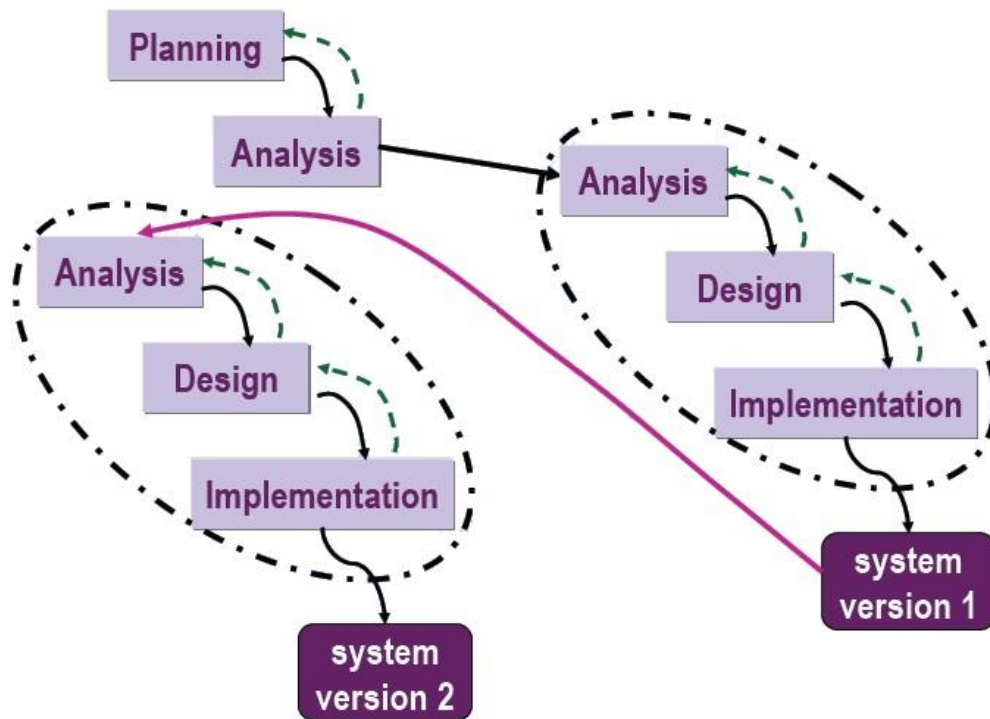 Planning
Analysis
Analysis
Design
Implementation
system
version 1
Analysis
Design
Implementation
system
version 2